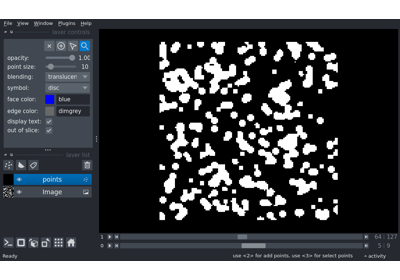 File View Window Plugins Help
layer controls
opacity: 1.00
point size: 10
blending: translucen
symbol: disc
face color: blue
edge color: dimgrey
display text:
out of slice:
layer list
points
Image
1 64 127
0 5 9
Ready use <2> for add points, use <3> for select points activity